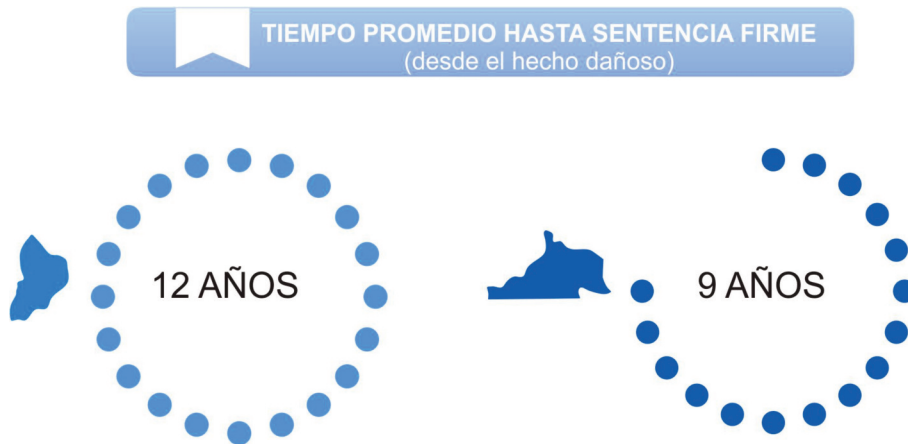 TIEMPO PROMEDIO HASTA SENTENCIA FIRME
(desde el hecho dañoso)
12 AÑOS
9 AÑOS